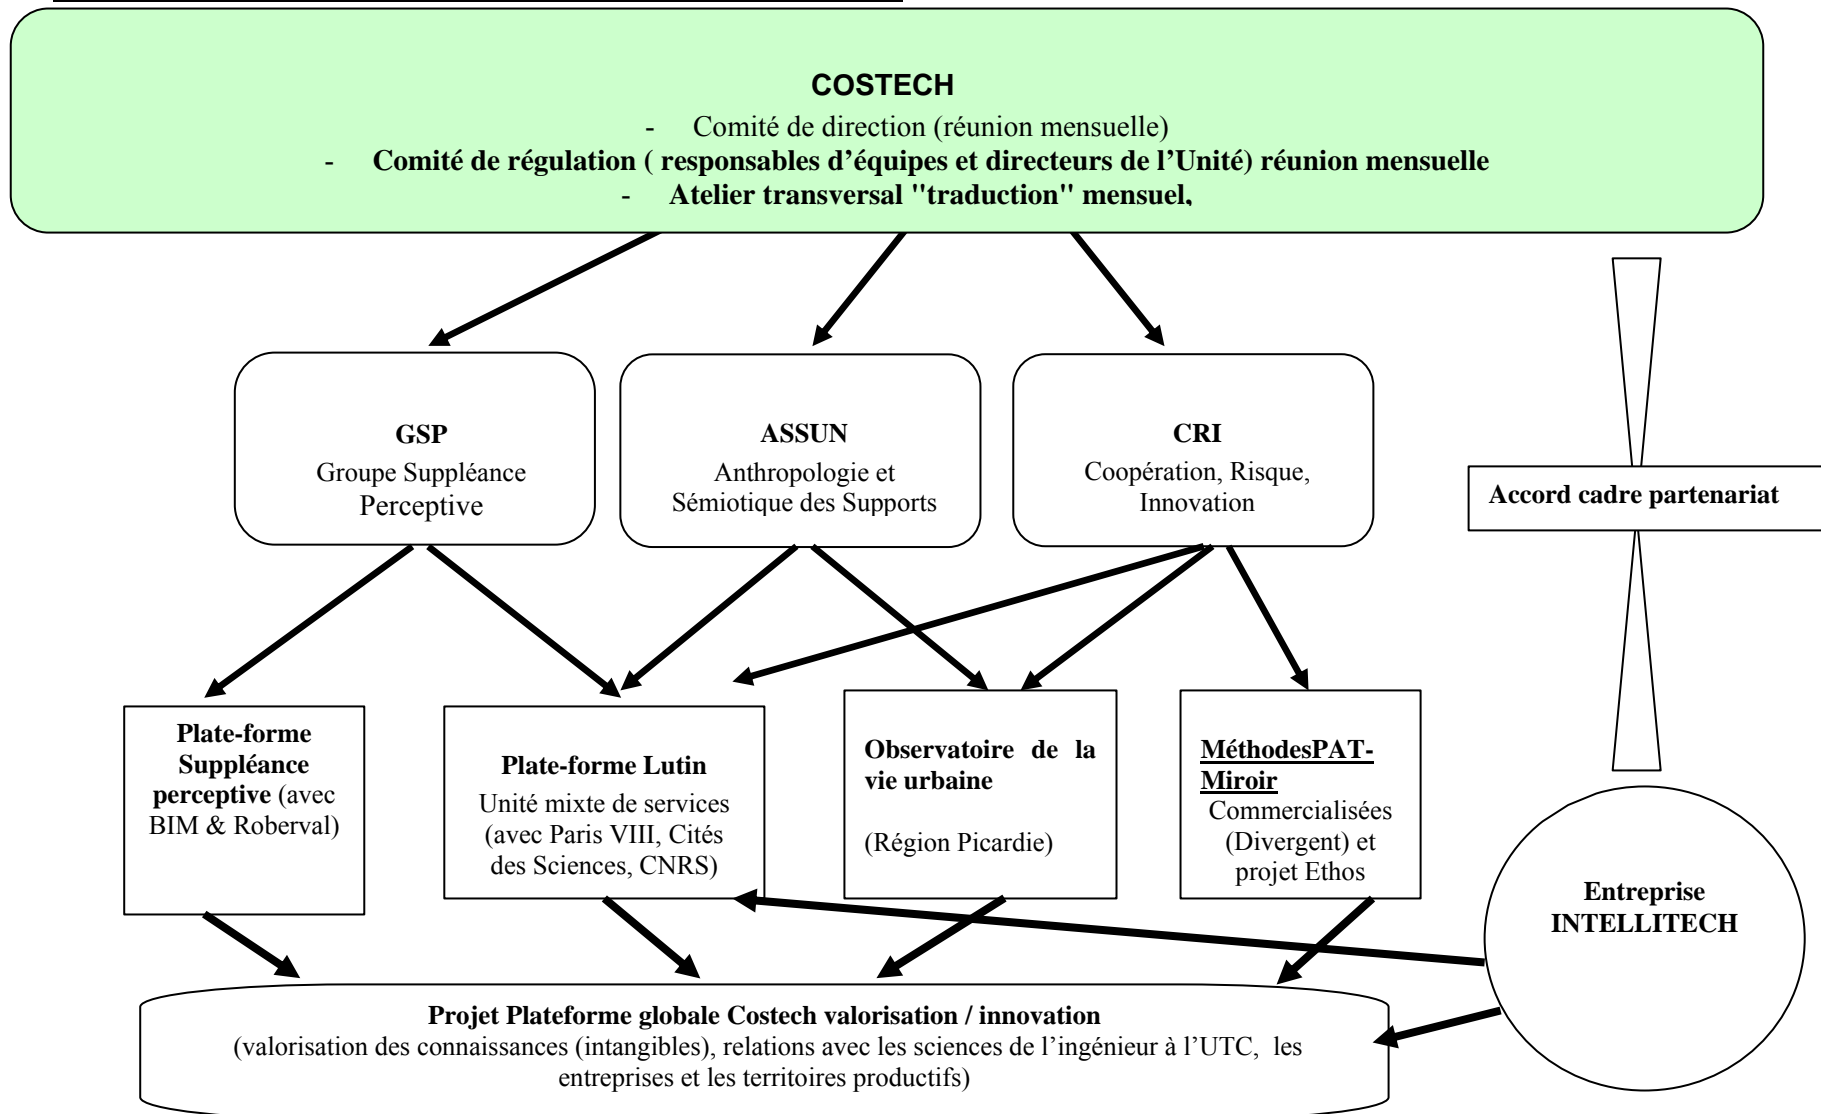 COSTECH
- Comité de direction (réunion mensuelle)
- Comité de régulation ( responsables d’équipes et directeurs de l’Unité) réunion mensuelle
- Atelier transversal "traduction" mensuel,
GSP
Groupe Suppléance
Perceptive
ASSUN
Anthropologie et
Sémiotique des Supports
CRI
Coopération, Risque,
Innovation
Accord cadre partenariat
Plate-forme
Suppléance
perceptive (avec
BIM & Roberval)
Plate-forme Lutin
Unité mixte de services
(avec Paris VIII, Cités
des Sciences, CNRS)
Observatoire de la
vie urbaine
(Région Picardie)
MéthodesPAT-
Miroir
Commercialisées
(Divergent) et
projet Ethos
Entreprise
INTELLITECH
Projet Plateforme globale Costech valorisation / innovation
(valorisation des connaissances (intangibles), relations avec les sciences de l’ingénieur à l’UTC, les
entreprises et les territoires productifs)